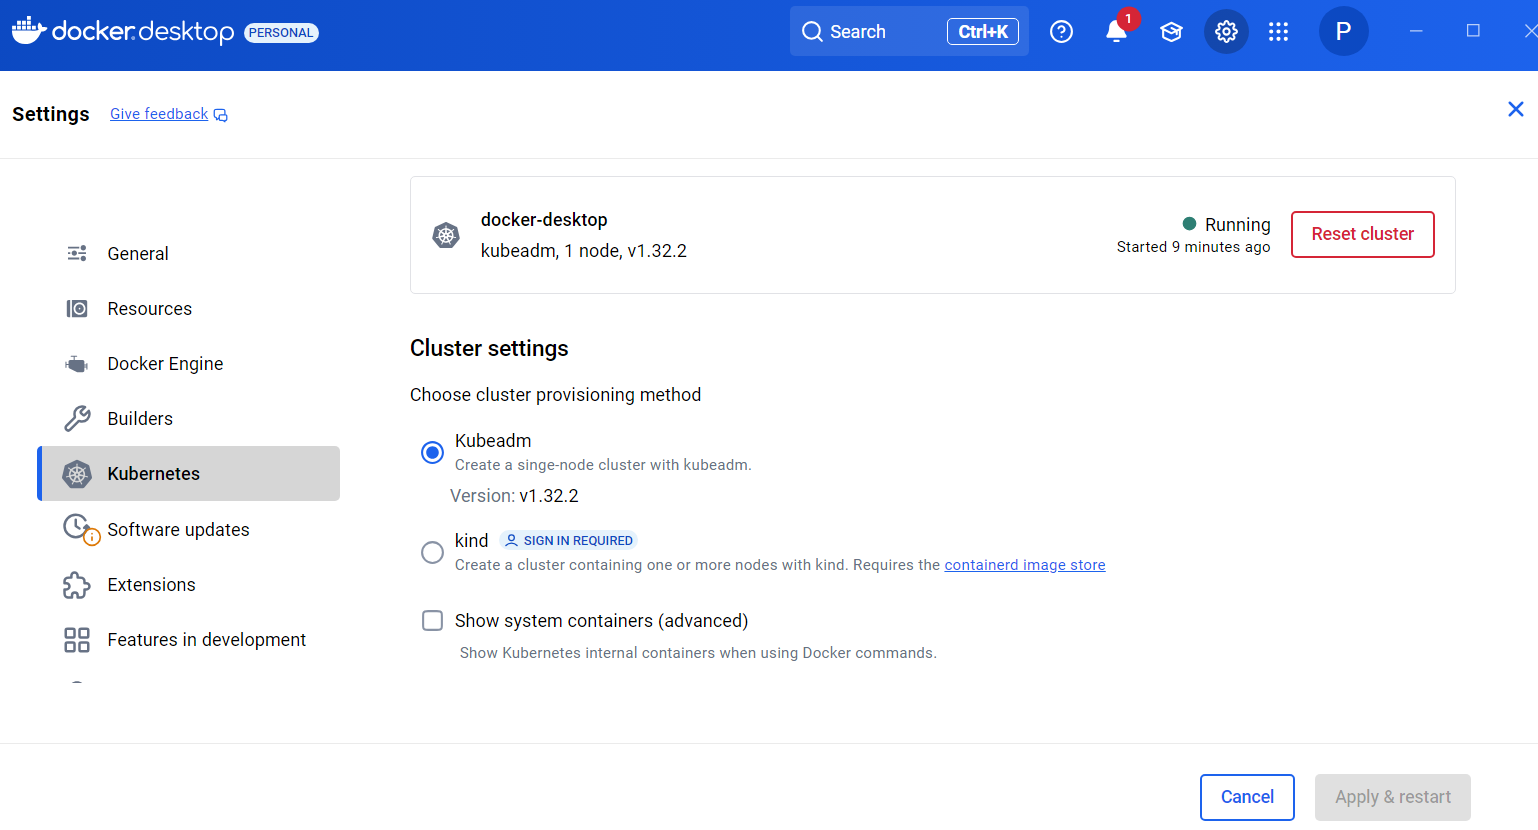 docker.desktop PERSONAL
Search Ctrl+K
1
P
Settings Give feedback
docker-desktop
kubeadm, 1 node, v1.32.2
Running
Started 9 minutes ago
Reset cluster
General
Resources
Docker Engine
Builders
Kubernetes
Software updates
Extensions
Features in development
Cluster settings
Choose cluster provisioning method
Kubeadm
Create a singe-node cluster with kubeadm.
Version: v1.32.2
kind SIGN IN REQUIRED
Create a cluster containing one or more nodes with kind. Requires the containerd image store
Show system containers (advanced)
Show Kubernetes internal containers when using Docker commands.
Cancel
Apply & restart